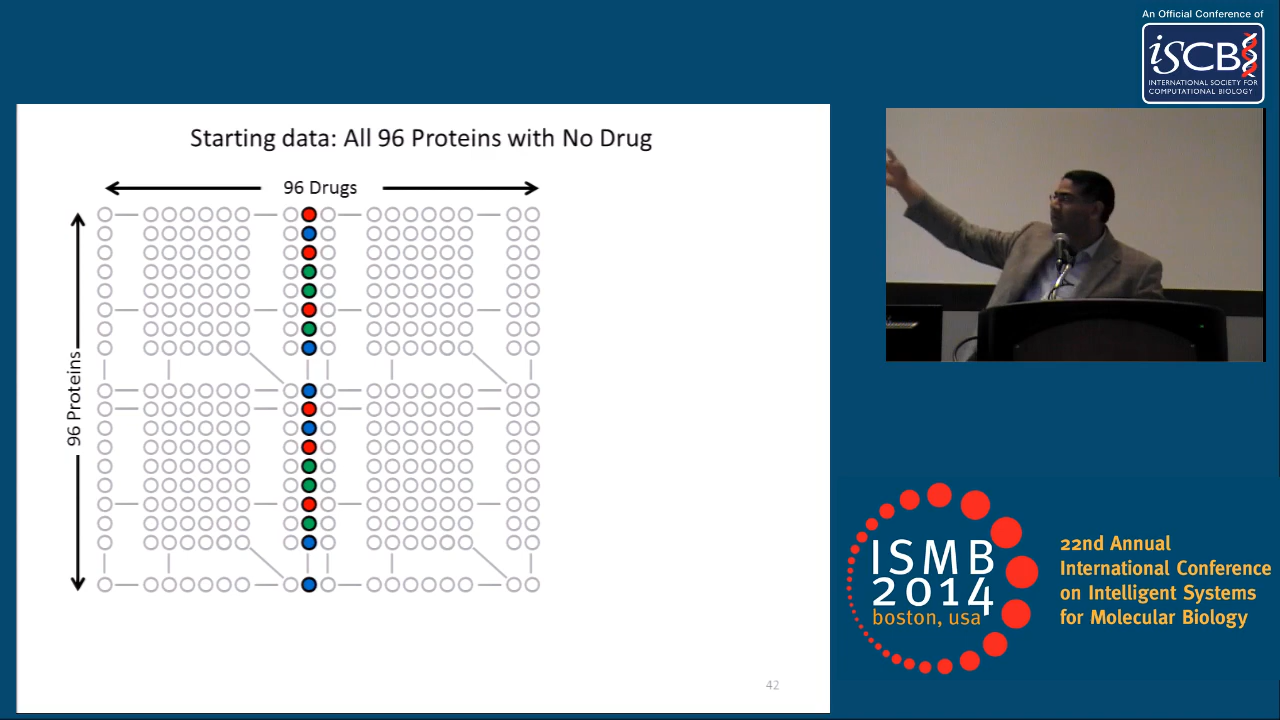 An Official Conference of
iSCB
INTERNATIONAL SOCIETY FOR
COMPUTATIONAL BIOLOGY
Starting data: All 96 Proteins with No Drug
96 Drugs
96 Proteins
42
ISMB
2014
boston, usa
22nd Annual
International Conference
on Intelligent Systems
for Molecular Biology